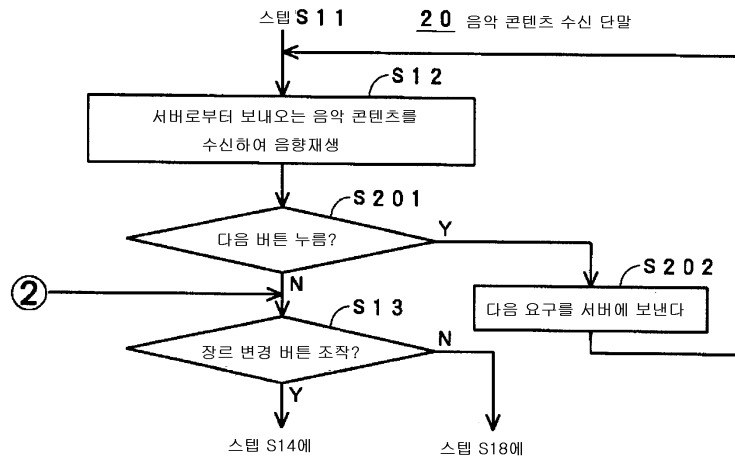 스텝 S11
20 음악 콘텐츠 수신 단말
S12
서버로부터 보내오는 음악 콘텐츠를
수신하여 음향재생
S201
다음 버튼 누름?
Y
N
S202
다음 요구를 서버에 보낸다
②
S13
장르 변경 버튼 조작?
N
Y
스텝 S14에
스텝 S18에